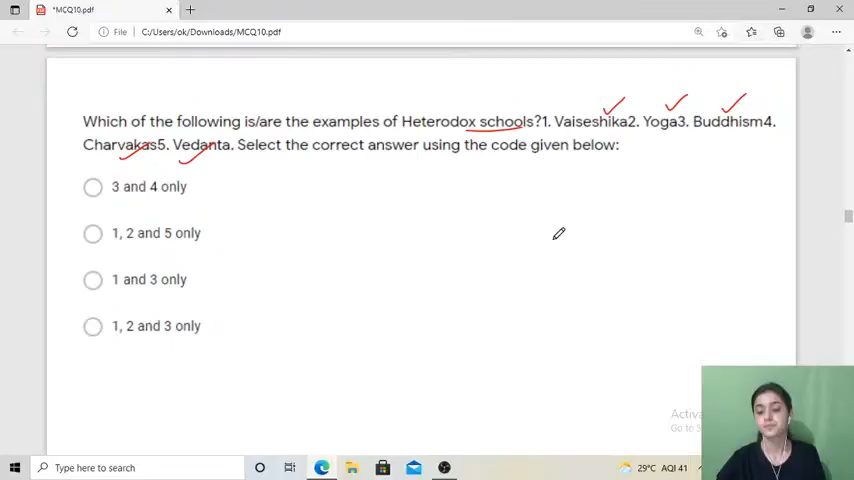 *MCQ10.pdf
File
C:/Users/ok/Downloads/MCQ10.pdf
Which of the following is/are the examples of Heterodox schools?1. Vaiseshika2. Yoga3. Buddhism4.
Charvakas5. Vedanta. Select the correct answer using the code given below:
3 and 4 only
1, 2 and 5 only
1 and 3 only
1, 2 and 3 only
Activa
Go to S
Type here to search
29°C AQI 41